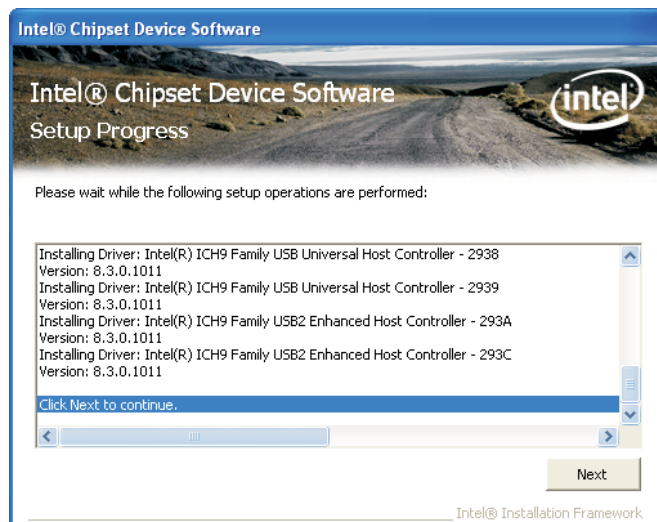 Intel® Chipset Device Software
Intel® Chipset Device Software
intel
Setup Progress
Please wait while the following setup operations are performed:
Installing Driver: Intel(R) ICH9 Family USB Universal Host Controller - 2938
Version: 8.3.0.1011
Installing Driver: Intel(R) ICH9 Family USB Universal Host Controller - 2939
Version: 8.3.0.1011
Installing Driver: Intel(R) ICH9 Family USB2 Enhanced Host Controller - 293A
Version: 8.3.0.1011
Installing Driver: Intel(R) ICH9 Family USB2 Enhanced Host Controller - 293C
Version: 8.3.0.1011
Click Next to continue.
Next
Intel® Installation Framework